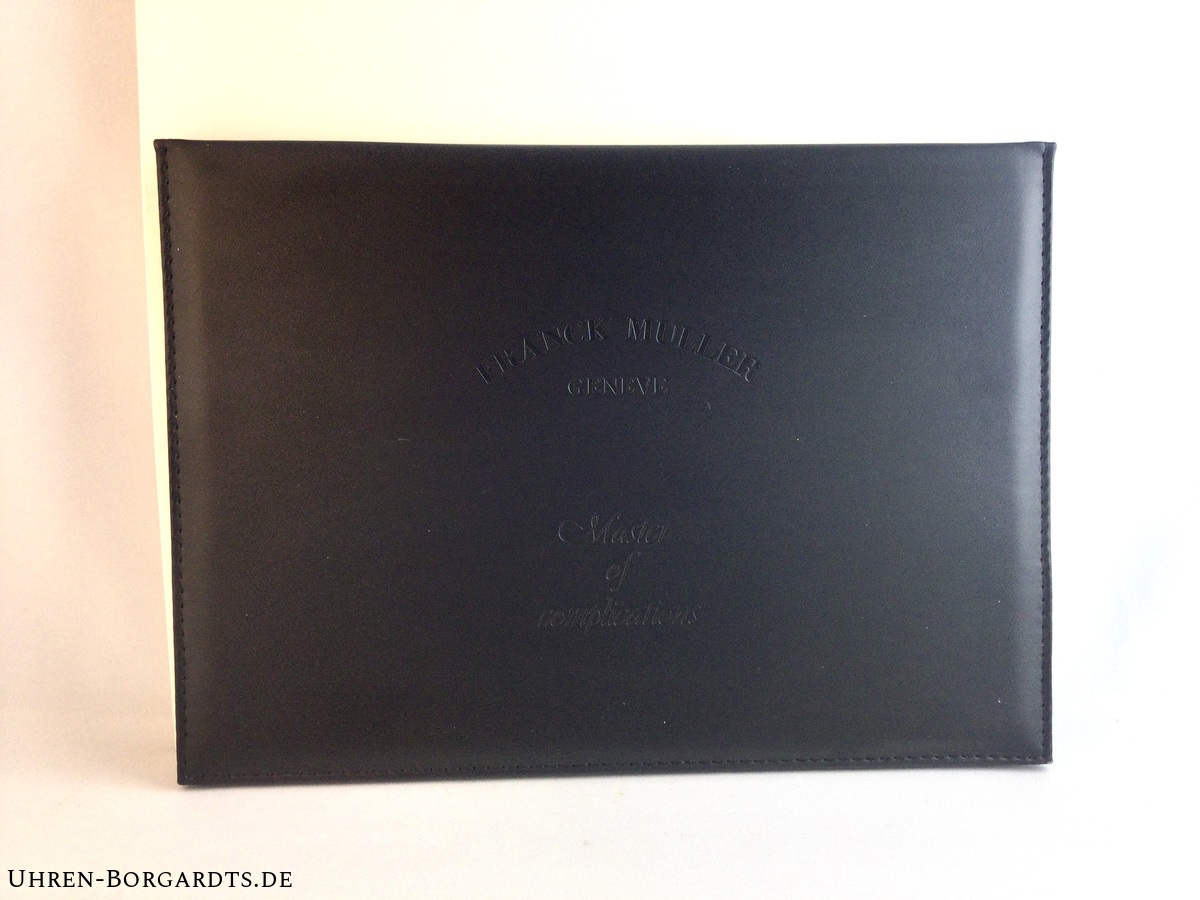 FRANCK MULLER
GENEVE
Master
of
complications
UHREN-BORGARDTS.DE